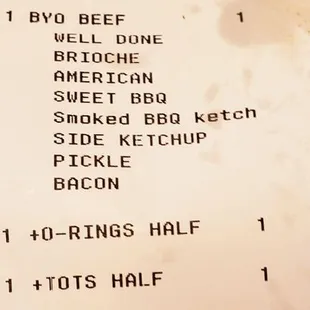 1 BYO BEEF 1
WELL DONE
BRIOCHE
AMERICAN
SWEET BBQ
Smoked BBQ ketch
SIDE KETCHUP
PICKLE
BACON
1 +O-RINGS HALF 1
1 +TOTS HALF 1